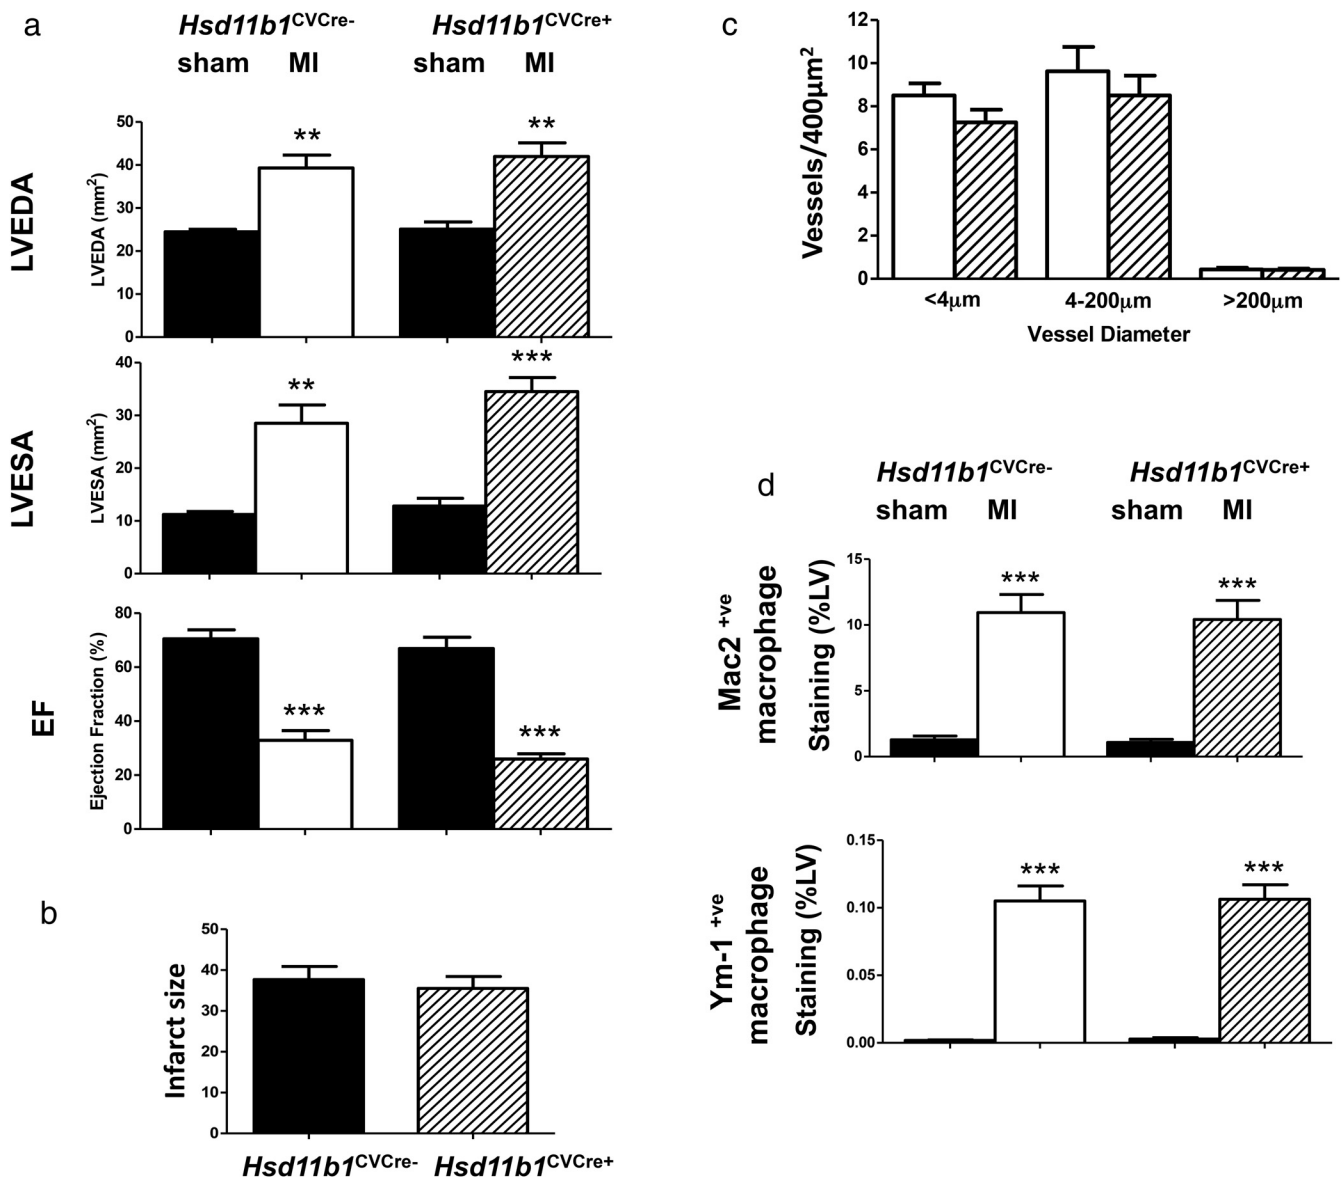 a
Hsd11b1CVCre- Hsd11b1CVCre+
sham MI sham MI
LVEDA
LVEDA (mm2)
50
40
30
20
10
0
** **
LVESA
LVESA (mm2)
40
30
20
10
0
** ***
EF
Ejection Fraction (%)
80
60
40
20
0
*** ***
b
Infarct size
50
40
30
20
10
0
Hsd11b1CVCre- Hsd11b1CVCre+
c
Vessels/400μm2
12
10
8
6
4
2
0
<4μm 4-200μm >200μm
Vessel Diameter
d
Hsd11b1CVCre- Hsd11b1CVCre+
sham MI sham MI
Mac2 +ve
macrophage
Staining (%LV)
15
10
5
0
*** ***
Ym-1 +ve
macrophage
Staining (%LV)
0.15
0.10
0.05
0.00
*** ***